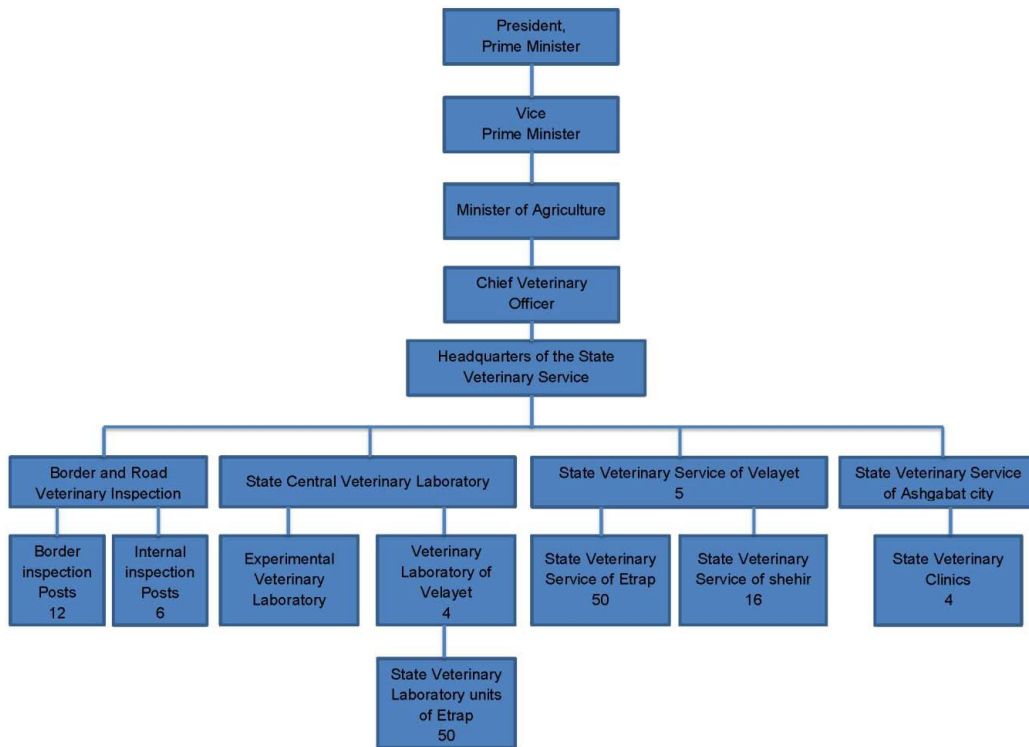 President,
Prime Minister
Vice
Prime Minister
Minister of Agriculture
Chief Veterinary
Officer
Headquarters of the State
Veterinary Service
Border and Road
Veterinary Inspection
State Central Veterinary Laboratory
State Veterinary Service of Velayet
5
State Veterinary Service
of Ashgabat city
Border
inspection
Posts
12
Internal
inspection
Posts
6
Experimental
Veterinary
Laboratory
Veterinary
Laboratory of
Velayet
4
State Veterinary
Service of Etrap
50
State Veterinary
Service of shehir
16
State Veterinary
Clinics
4
State Veterinary
Laboratory units
of Etrap
50